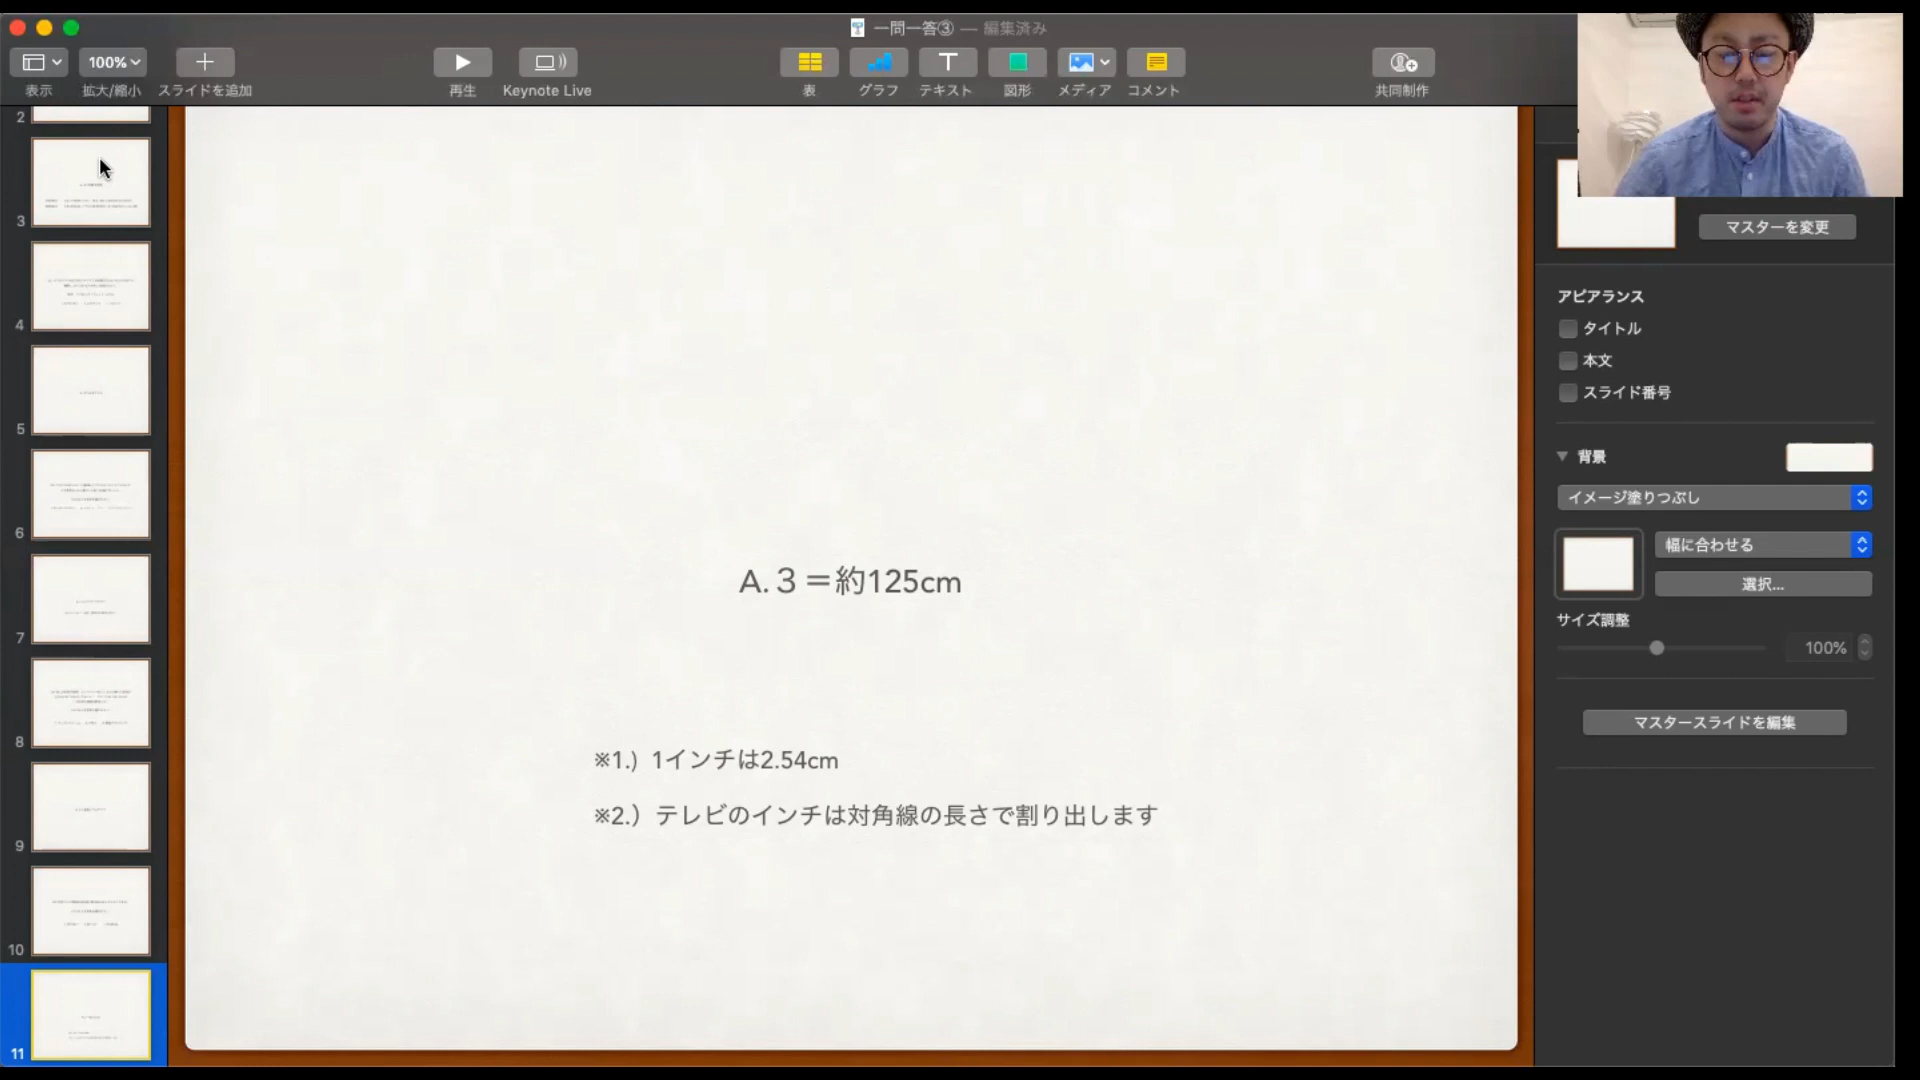 一問一答③ — 編集済み
100%
表示
拡大/縮小
スライドを追加
再生
Keynote Live
表
グラフ
テキスト
図形
メディア
コメント
共同制作
2
3
4
5
6
7
8
9
10
11
A.３＝約125cm
※1.）1インチは2.54cm
※2.）テレビのインチは対角線の長さで割り出します
マスターを変更
アピアランス
タイトル
本文
スライド番号
背景
イメージ塗りつぶし
幅に合わせる
選択...
サイズ調整
100%
マスタースライドを編集